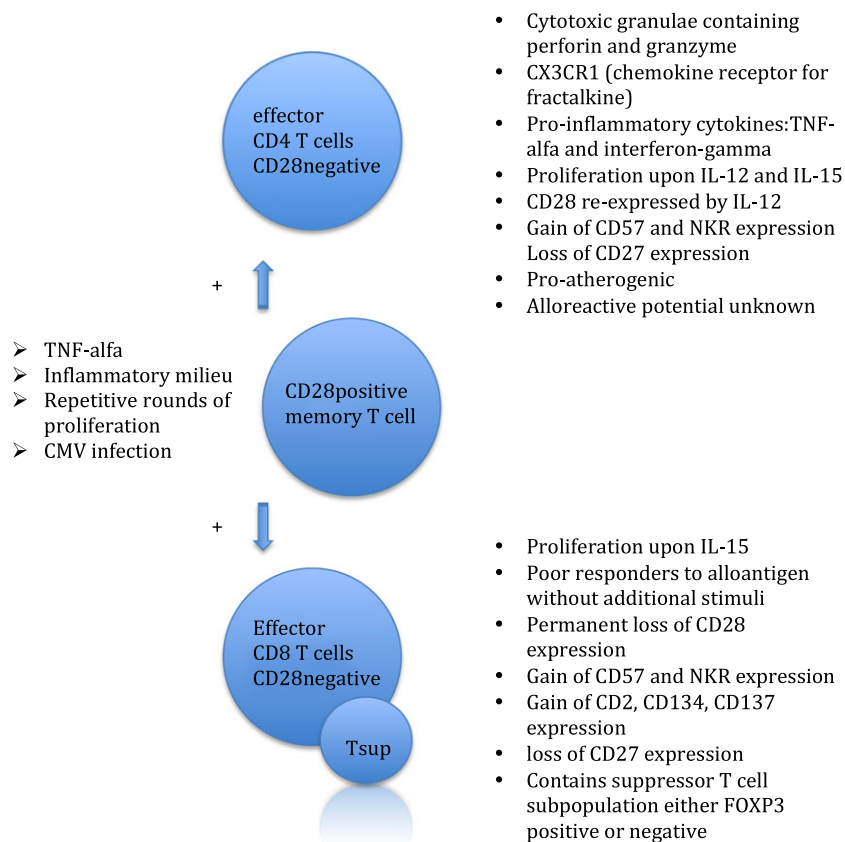 • Cytotoxic granulae containing
perforin and granzyme
• CX3CR1 (chemokine receptor for
fractalkine)
• Pro-inflammatory cytokines:TNF-
alfa and interferon-gamma
• Proliferation upon IL-12 and IL-15
• CD28 re-expressed by IL-12
• Gain of CD57 and NKR expression
Loss of CD27 expression
• Pro-atherogenic
• Alloreactive potential unknown
effector
CD4 T cells
CD28negative
+
➢ TNF-alfa
➢ Inflammatory milieu
➢ Repetitive rounds of
proliferation
➢ CMV infection
CD28positive
memory T cell
+
Effector
CD8 T cells
CD28negative
Tsup
• Proliferation upon IL-15
• Poor responders to alloantigen
without additional stimuli
• Permanent loss of CD28
expression
• Gain of CD57 and NKR expression
• Gain of CD2, CD134, CD137
expression
• loss of CD27 expression
• Contains suppressor T cell
subpopulation either FOXP3
positive or negative